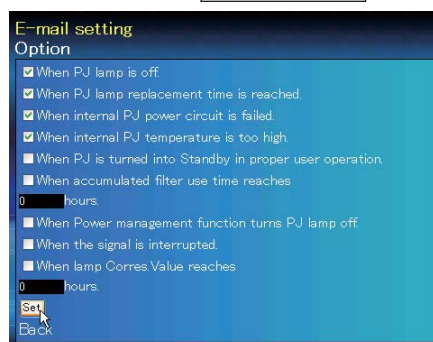 E-mail setting
Option
When PJ lamp is off.
When PJ lamp replacement time is reached.
When internal PJ power circuit is failed.
When internal PJ temperature is too high.
When PJ is turned into Standby in proper user operation.
When accumulated filter use time reaches
0 hours.
When Power management function turns PJ lamp off.
When the signal is interrupted.
When lamp Corres.Value reaches
0 hours.
Set
Back